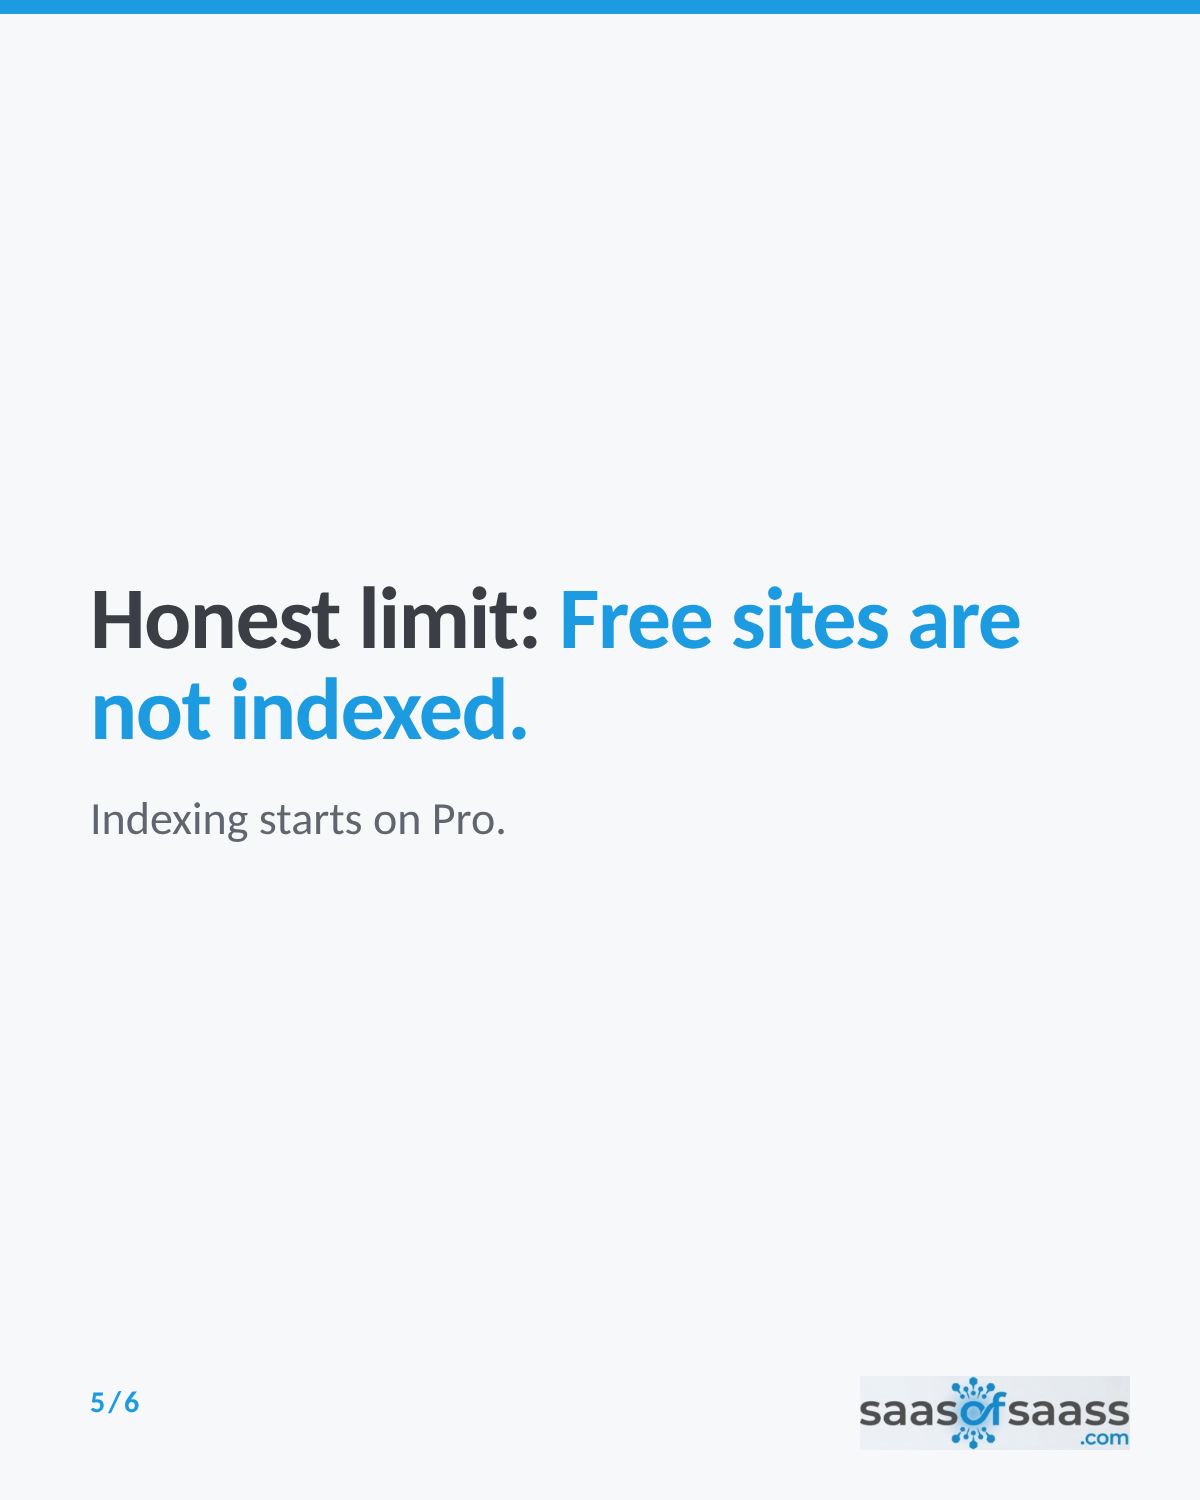 Honest limit: Free sites are
not indexed.
Indexing starts on Pro.
5/6
saasofsaass
.com